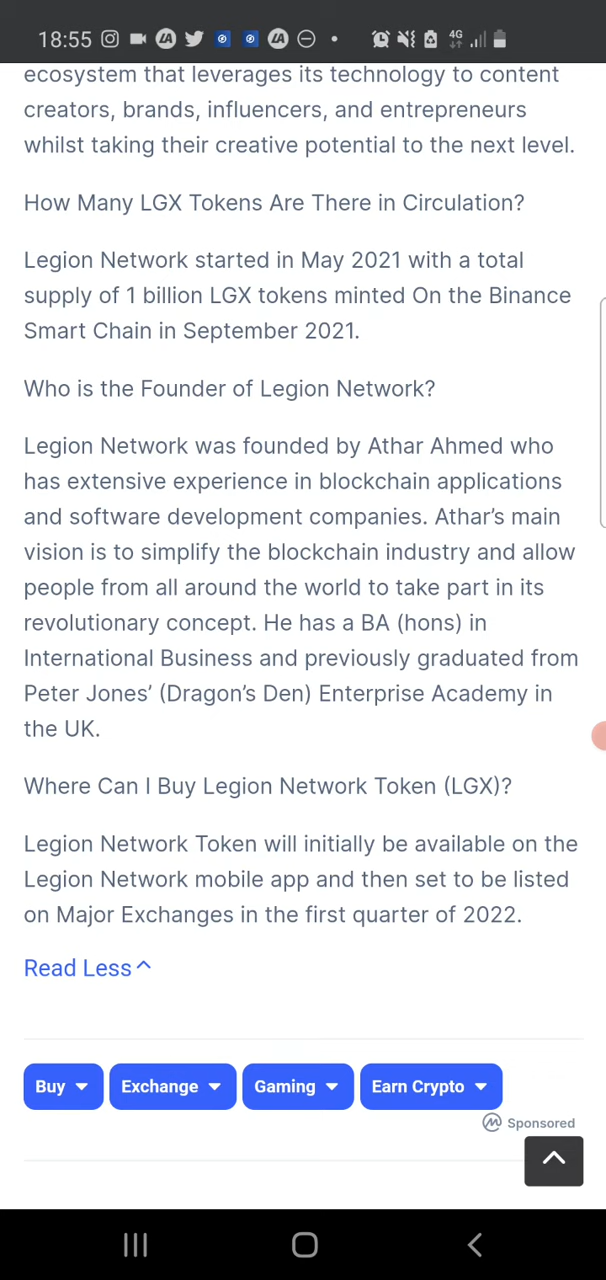 18:55
4G
ecosystem that leverages its technology to content
creators, brands, influencers, and entrepreneurs
whilst taking their creative potential to the next level.
How Many LGX Tokens Are There in Circulation?
Legion Network started in May 2021 with a total
supply of 1 billion LGX tokens minted On the Binance
Smart Chain in September 2021.
Who is the Founder of Legion Network?
Legion Network was founded by Athar Ahmed who
has extensive experience in blockchain applications
and software development companies. Athar’s main
vision is to simplify the blockchain industry and allow
people from all around the world to take part in its
revolutionary concept. He has a BA (hons) in
International Business and previously graduated from
Peter Jones’ (Dragon’s Den) Enterprise Academy in
the UK.
Where Can I Buy Legion Network Token (LGX)?
Legion Network Token will initially be available on the
Legion Network mobile app and then set to be listed
on Major Exchanges in the first quarter of 2022.
Read Less
Buy Exchange Gaming Earn Crypto
Sponsored